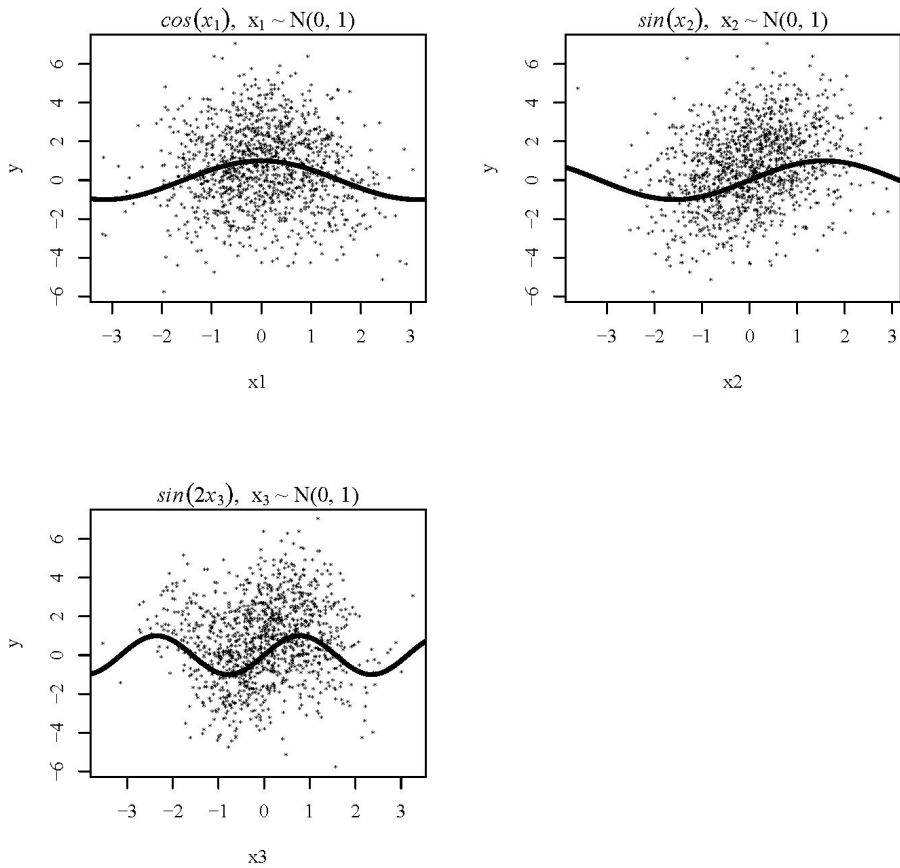 cos(x₁), x₁ ~ N(0, 1)
6
4
2
0
−2
−4
−6
y
−3 −2 −1 0 1 2 3
x1
sin(x₂), x₂ ~ N(0, 1)
6
4
2
0
−2
−4
−6
y
−3 −2 −1 0 1 2 3
x2
sin(2x₃), x₃ ~ N(0, 1)
6
4
2
0
−2
−4
−6
y
−3 −2 −1 0 1 2 3
x3